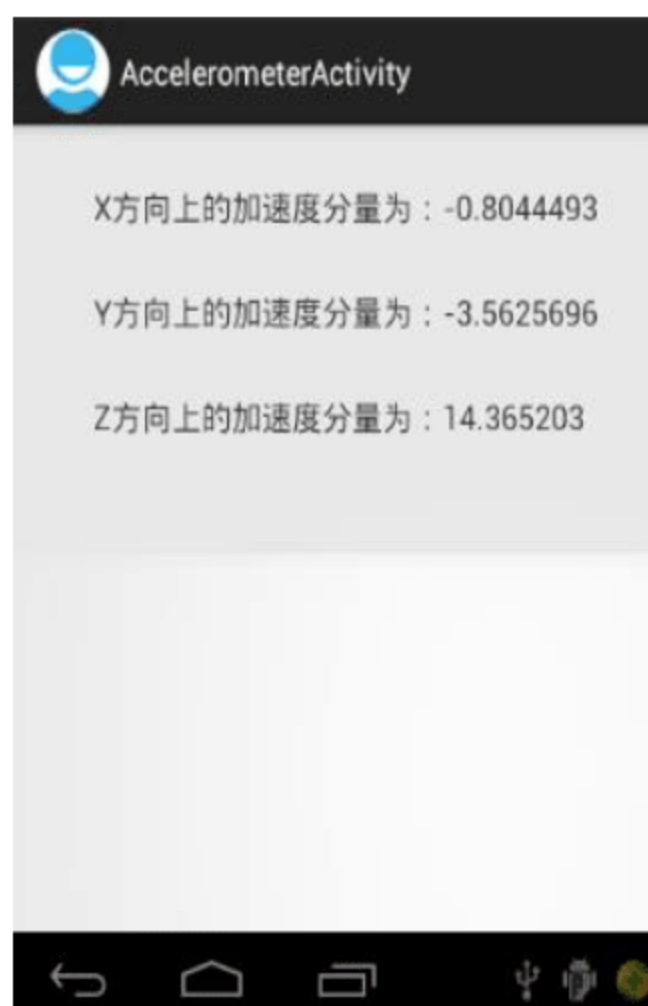 AccelerometerActivity
X方向上的加速度分量为：-0.8044493
Y方向上的加速度分量为：-3.5625696
Z方向上的加速度分量为：14.365203